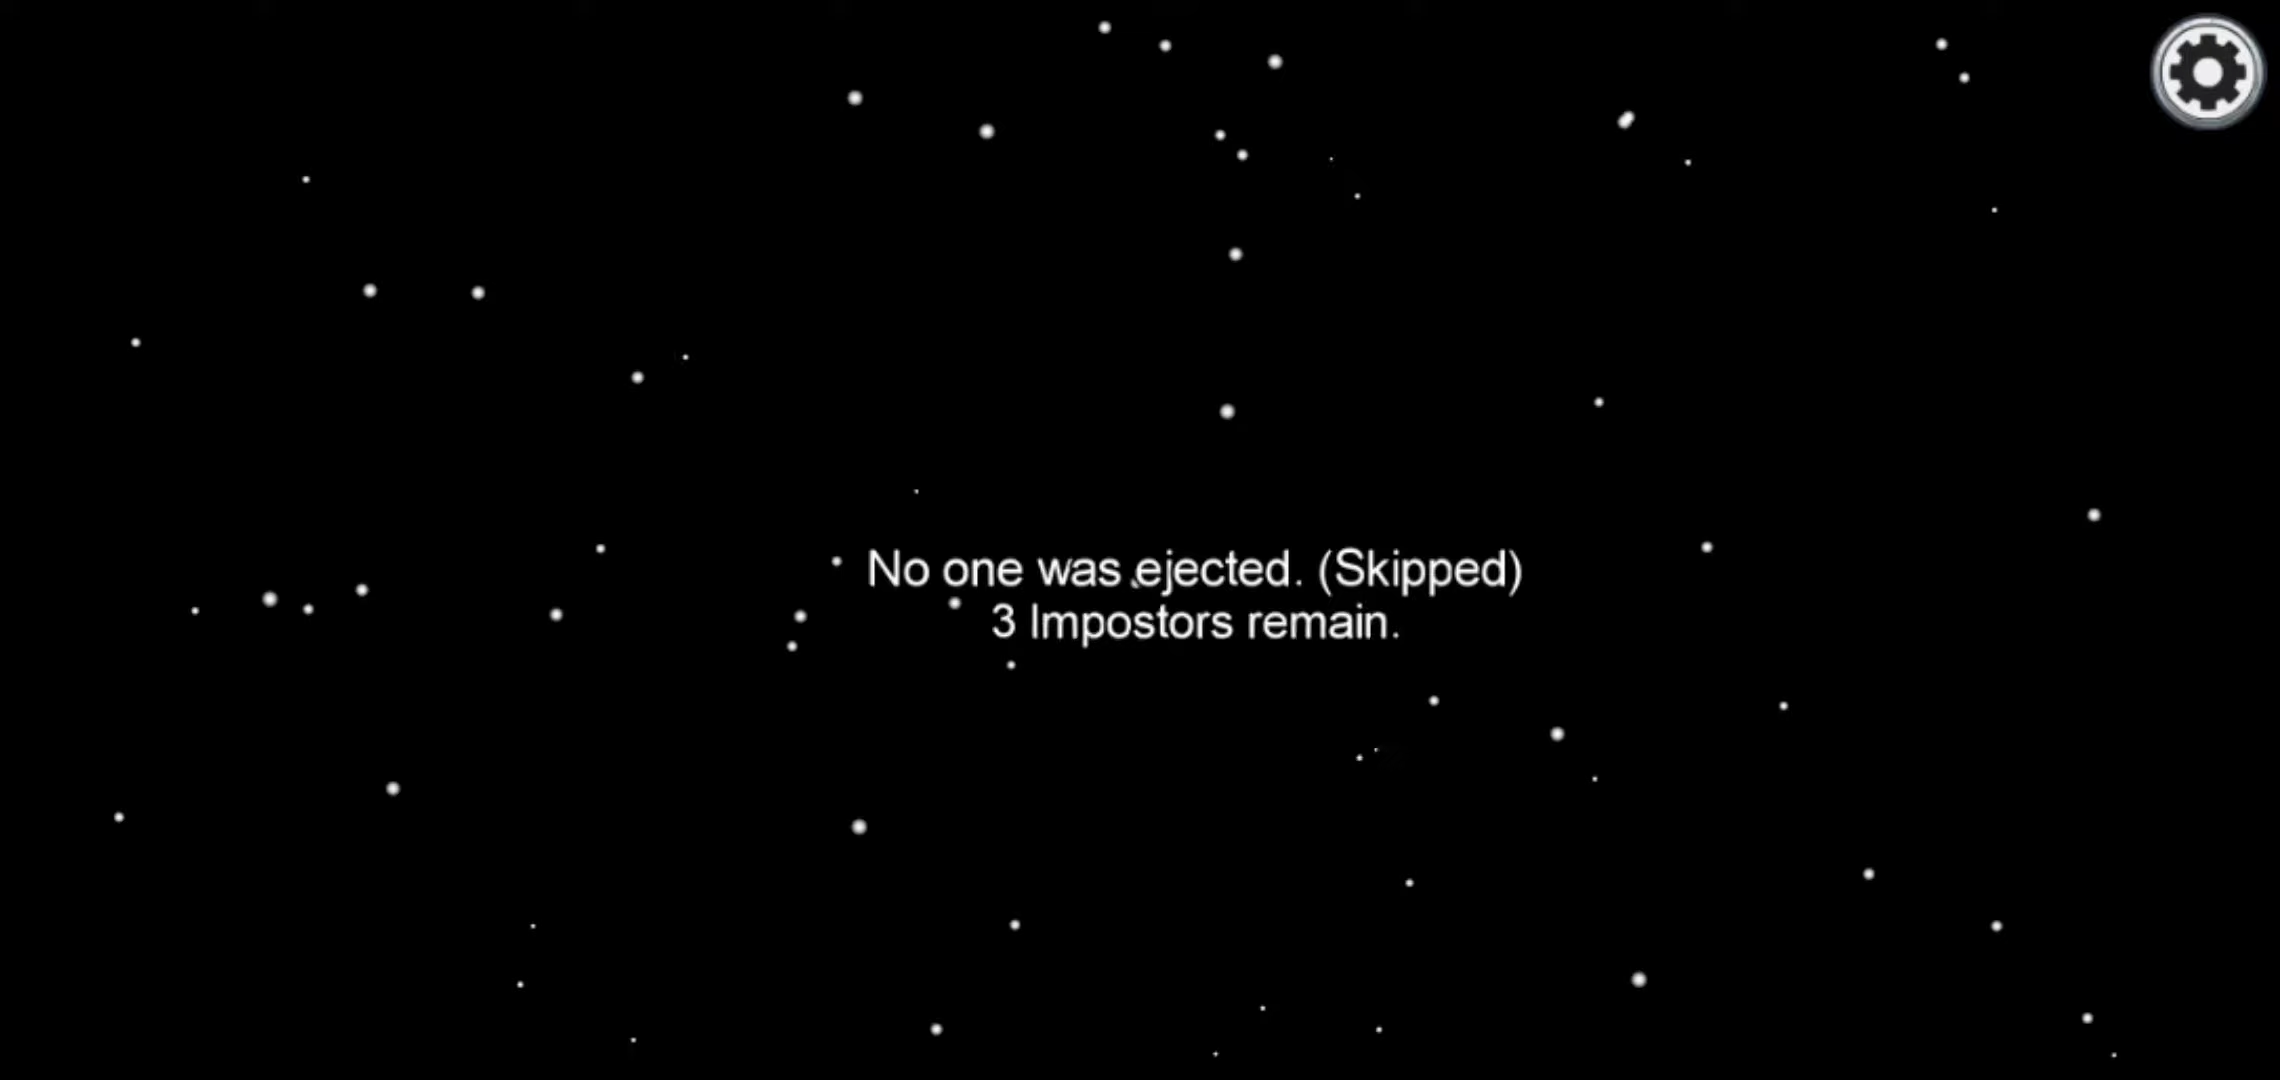 No one was ejected. (Skipped)
3 Impostors remain.